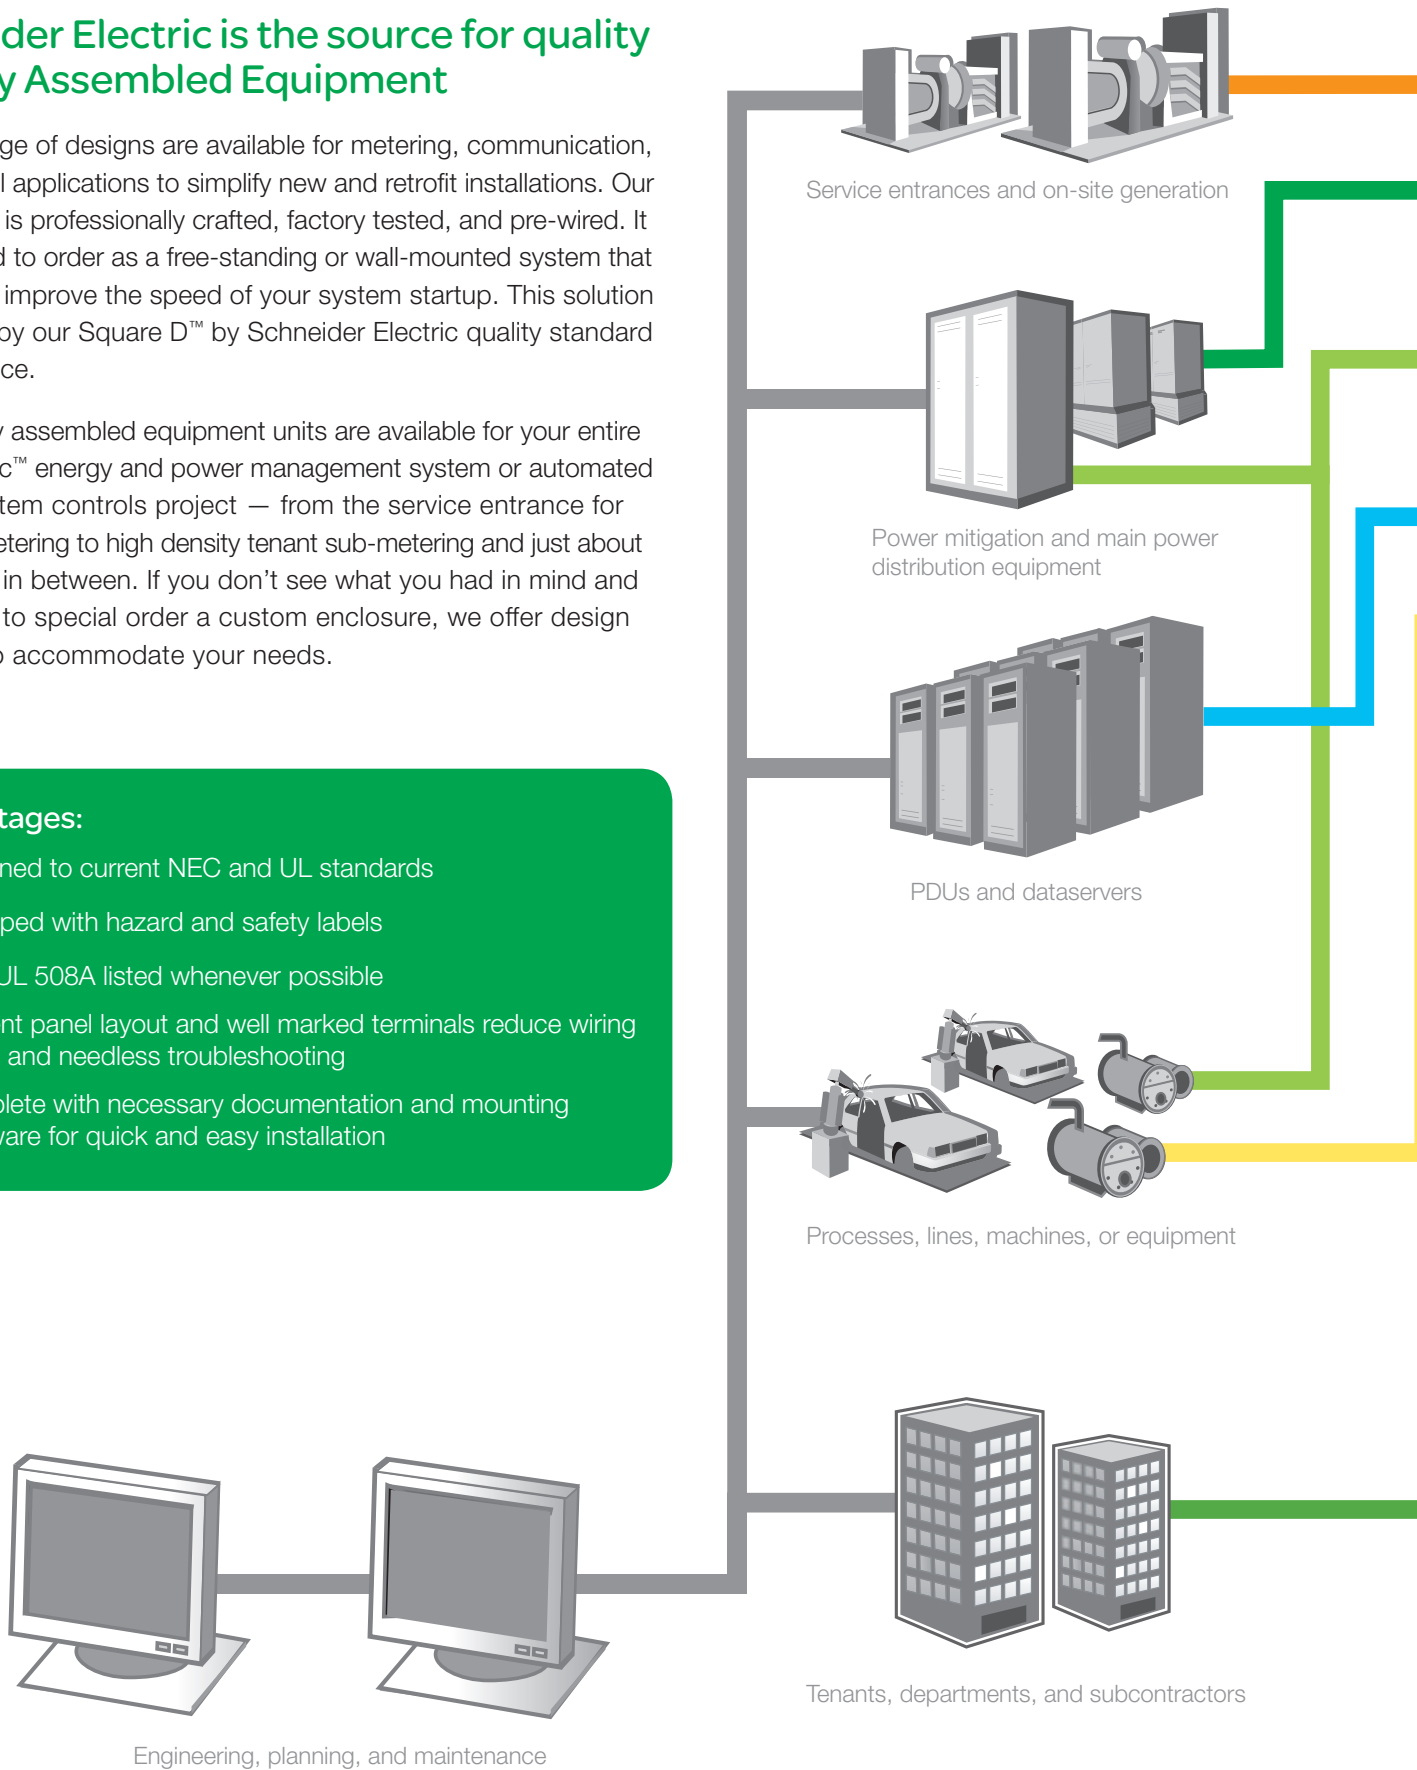 der Electric is the source for quality
y Assembled Equipment
ge of designs are available for metering, communication,
l applications to simplify new and retrofit installations. Our
is professionally crafted, factory tested, and pre-wired. It
d to order as a free-standing or wall-mounted system that
improve the speed of your system startup. This solution
by our Square D™ by Schneider Electric quality standard
ce.
y assembled equipment units are available for your entire
c™ energy and power management system or automated
tem controls project — from the service entrance for
etering to high density tenant sub-metering and just about
in between. If you don’t see what you had in mind and
to special order a custom enclosure, we offer design
o accommodate your needs.
tages:
ned to current NEC and UL standards
ped with hazard and safety labels
UL 508A listed whenever possible
nt panel layout and well marked terminals reduce wiring
and needless troubleshooting
plete with necessary documentation and mounting
ware for quick and easy installation
Service entrances and on-site generation
Power mitigation and main power
distribution equipment
PDUs and dataservers
Processes, lines, machines, or equipment
Tenants, departments, and subcontractors
Engineering, planning, and maintenance